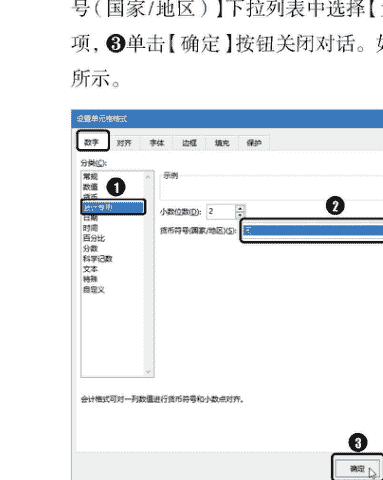 号（国家/地区）】下拉列表中选择【
项，❸单击【确定】按钮关闭对话。
所示。
设置单元格格式
数字 对齐 字体 边框 填充 保护
分类(C):
常规
数值
货币
会计专用
日期
时间
百分比
分数
科学记数
文本
特殊
自定义
❶
示例
小数位数(D): 2
❷
货币符号(国家/地区)(S):
会计格式可对一列数值进行货币符号和小数点对齐。
❸
确定